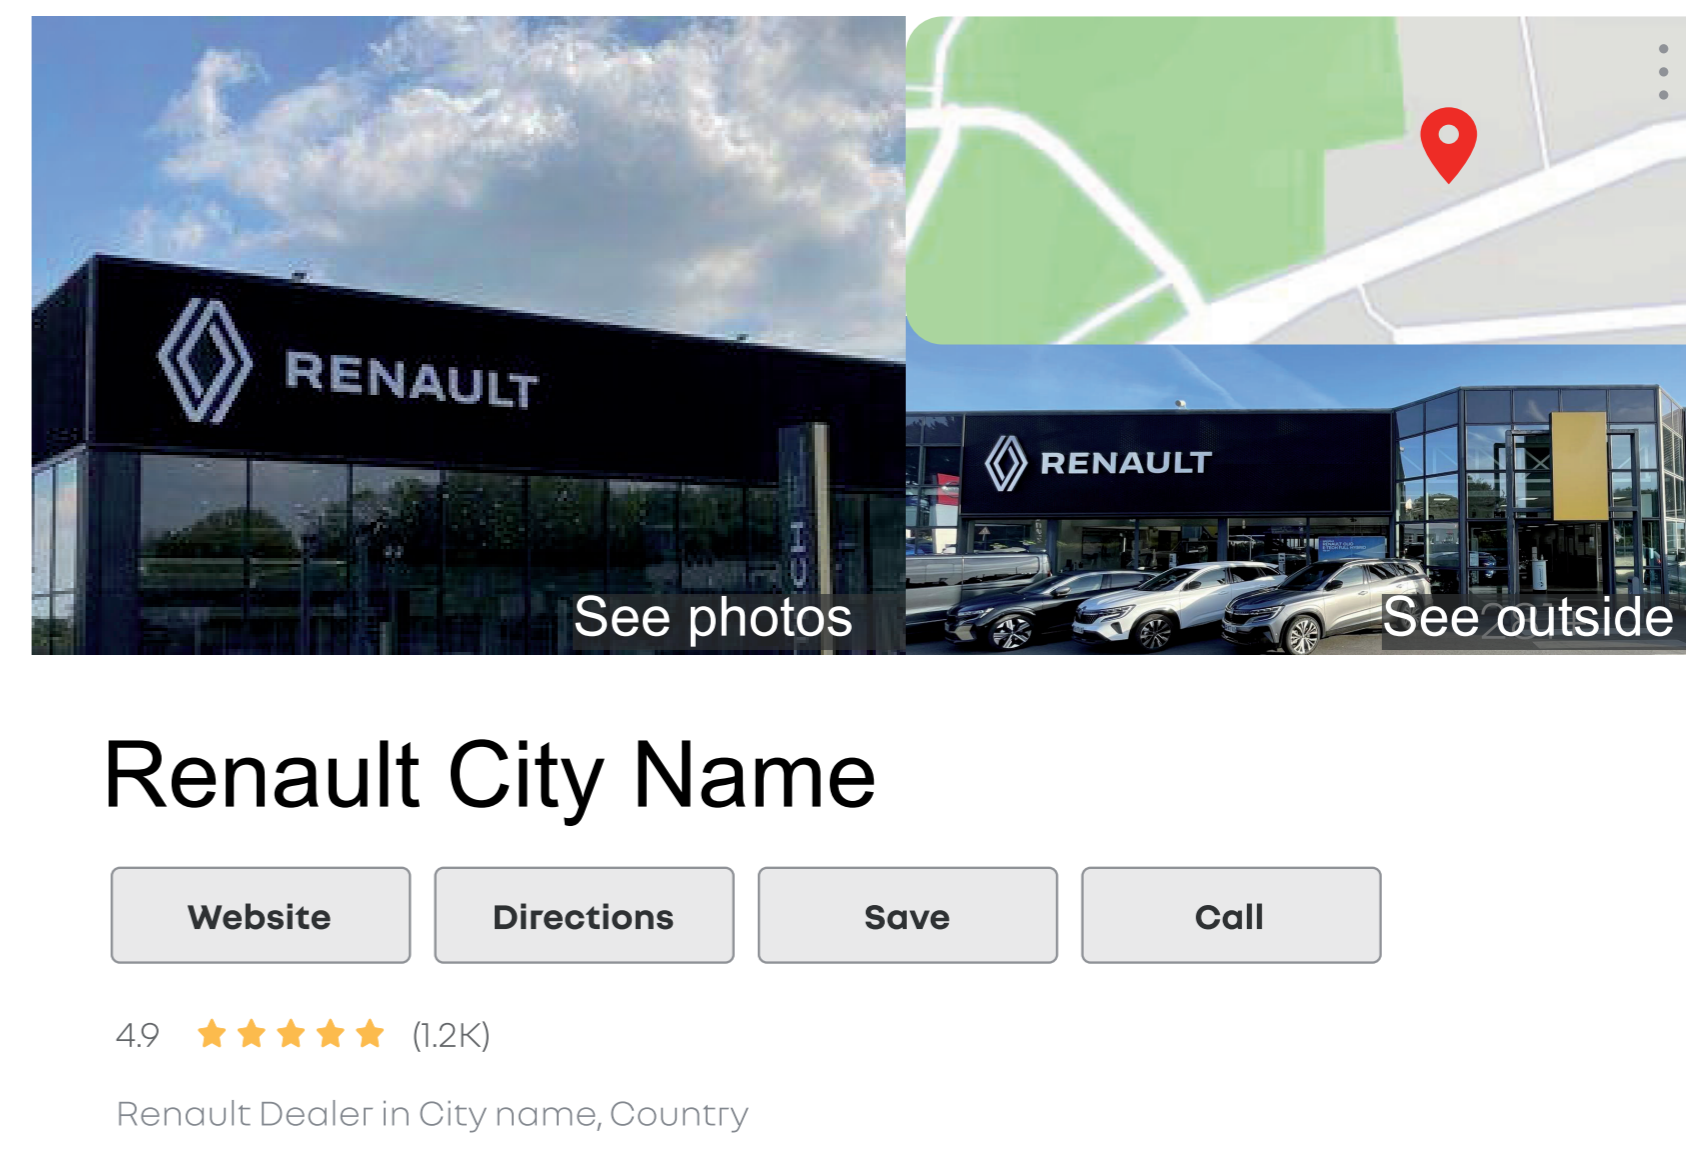 RENAULT
RENAULT
See photos
See outside
Renault City Name
Website
Directions
Save
Call
4.9 (1.2K)
Renault Dealer in City name, Country